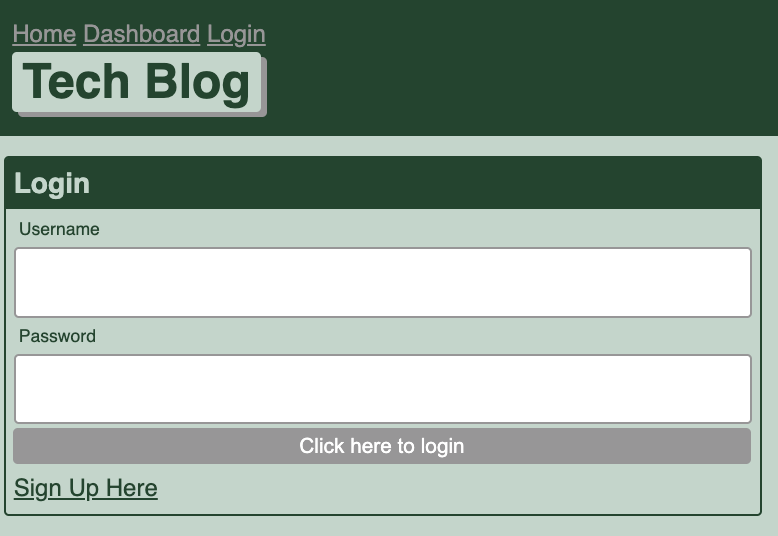 Home Dashboard Login
Tech Blog
Login
Username
Password
Click here to login
Sign Up Here